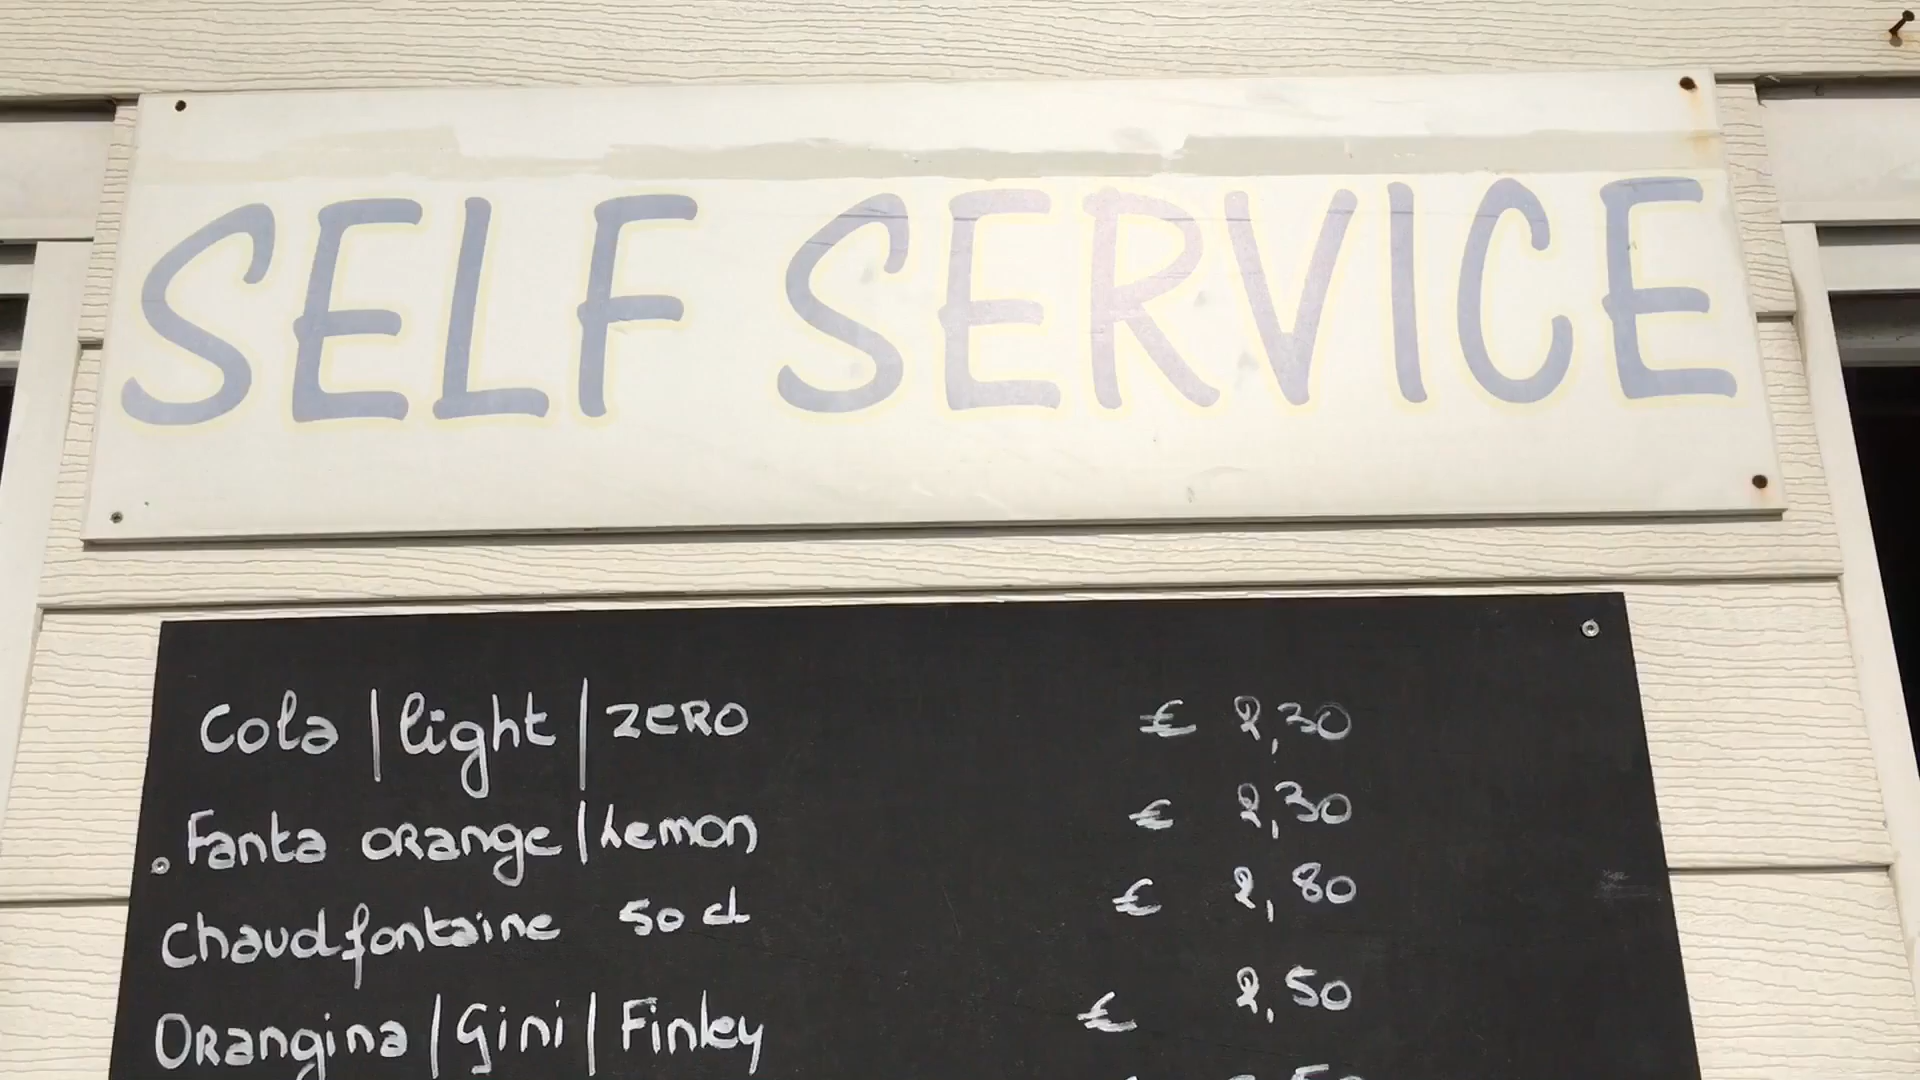 SELF SERVICE
Cola | light | ZERO € 2,30
Fanta orange | Lemon € 2,30
Chaudfontaine 50 cl € 2,80
Orangina | Gini | Finley € 2,50